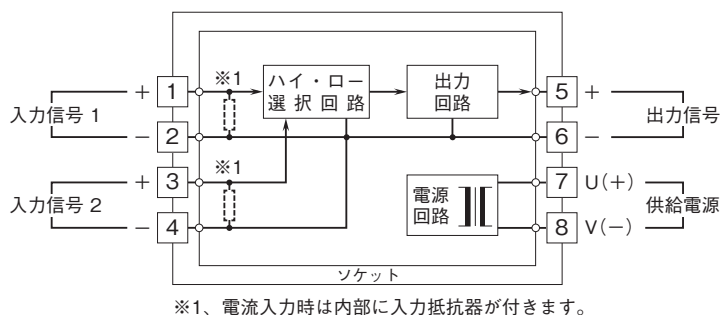 ※1
ハイ・ロー
選択回路
出力
回路
入力信号 1
+ 1
− 2
5 +
6 −
出力信号
※1
入力信号 2
+ 3
− 4
電源
回路
7 U(+)
8 V(−)
供給電源
ソケット
※1、電流入力時は内部に入力抵抗器が付きます。